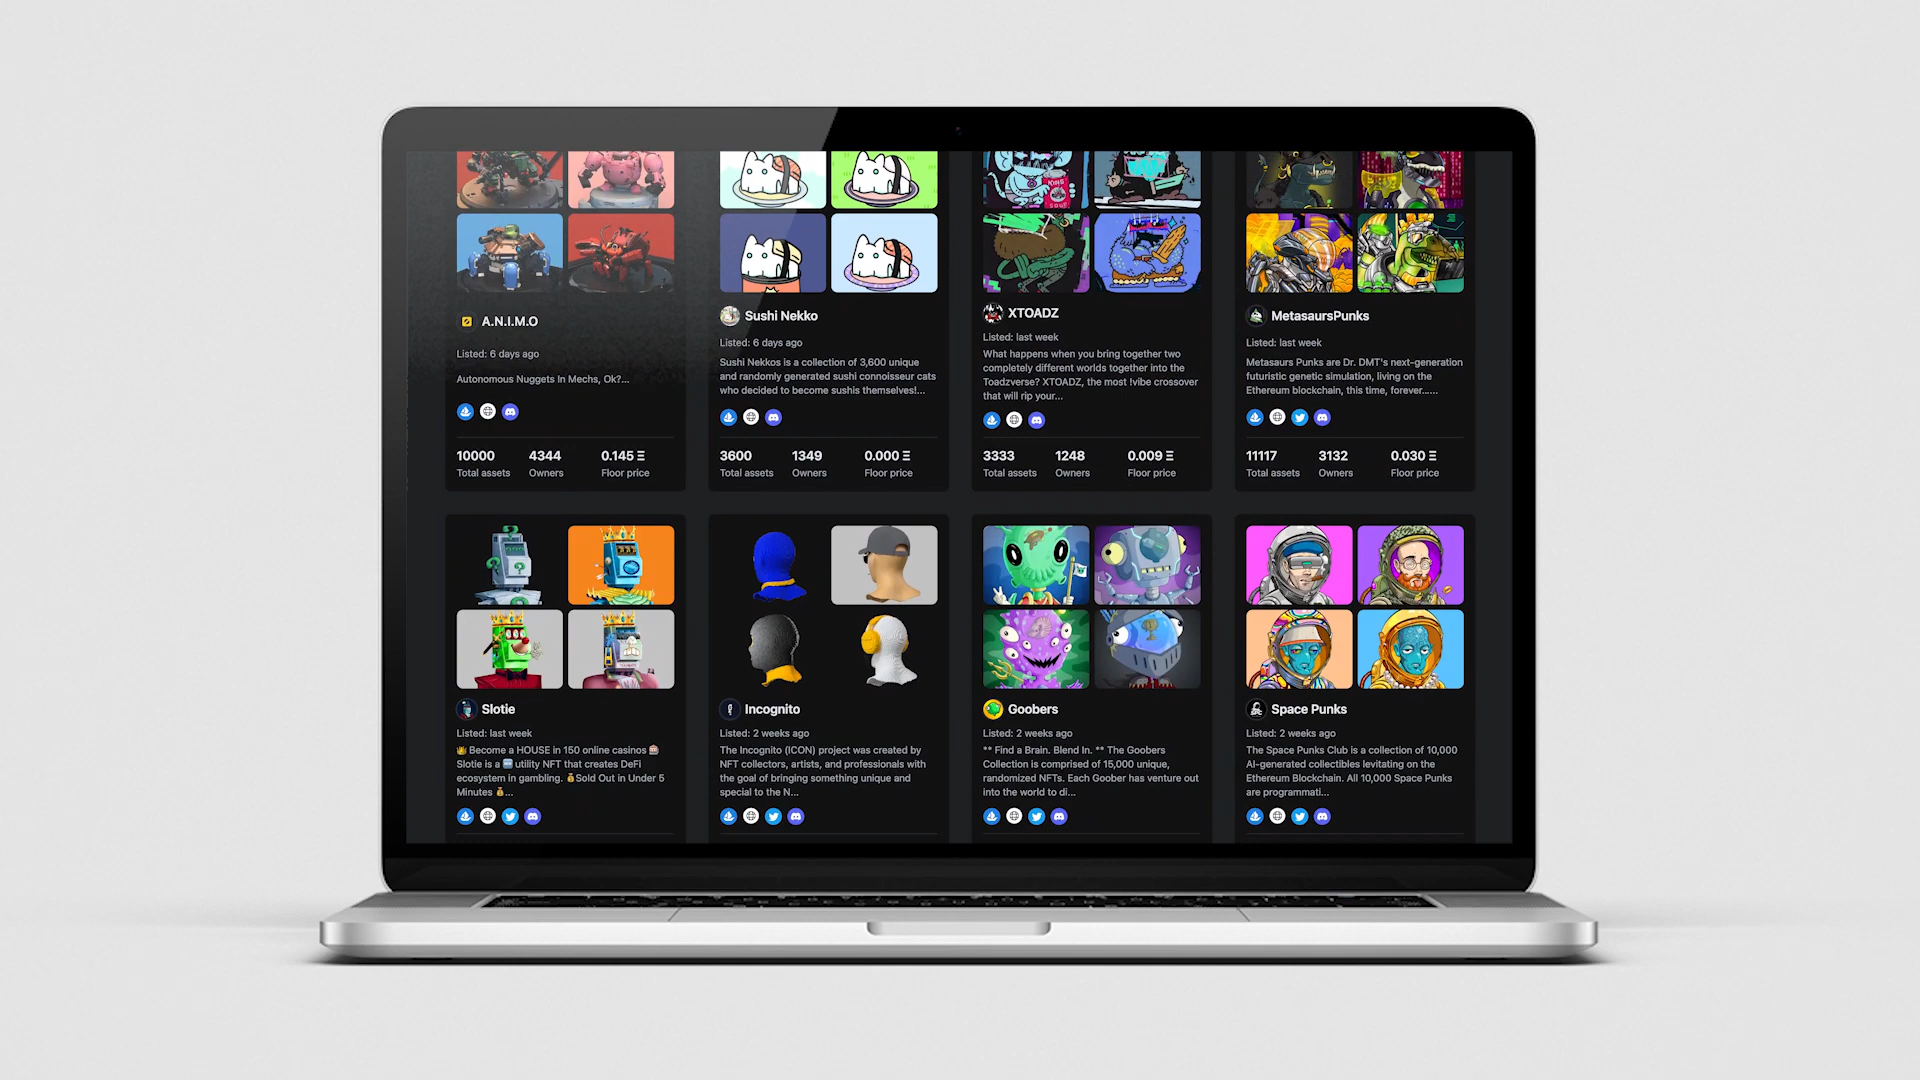 A.N.I.M.O
Listed: 6 days ago
Autonomous Nuggets In Mechs, Ok?...
10000 4344 0.145 Ξ
Total assets Owners Floor price
Sushi Nekko
Listed: 6 days ago
Sushi Nekkos is a collection of 3,600 unique
and randomly generated sushi connoisseur cats
who decided to become sushis themselves!...
3600 1349 0.000 Ξ
Total assets Owners Floor price
KING
SOUP
XTOADZ
Listed: last week
What happens when you bring together two
completely different worlds together into the
Toadzverse? XTOADZ, the most !vibe crossover
that will rip your...
3333 1248 0.009 Ξ
Total assets Owners Floor price
MetasaursPunks
Listed: last week
Metasaurs Punks are Dr. DMT's next-generation
futuristic genetic simulation, living on the
Ethereum blockchain, this time, forever......
11117 3132 0.030 Ξ
Total assets Owners Floor price
Slotie
Listed: last week
👑 Become a HOUSE in 150 online casinos 🎰
Slotie is a 🆕 utility NFT that creates DeFi
ecosystem in gambling. 💰Sold Out in Under 5
Minutes 💰...
Incognito
Listed: 2 weeks ago
The Incognito (ICON) project was created by
NFT collectors, artists, and professionals with
the goal of bringing something unique and
special to the N...
Goobers
Listed: 2 weeks ago
** Find a Brain. Blend In. ** The Goobers
Collection is comprised of 15,000 unique,
randomized NFTs. Each Goober has venture out
into the world to di...
Space Punks
Listed: 2 weeks ago
The Space Punks Club is a collection of 10,000
AI-generated collectibles levitating on the
Ethereum Blockchain. All 10,000 Space Punks
are programmati...